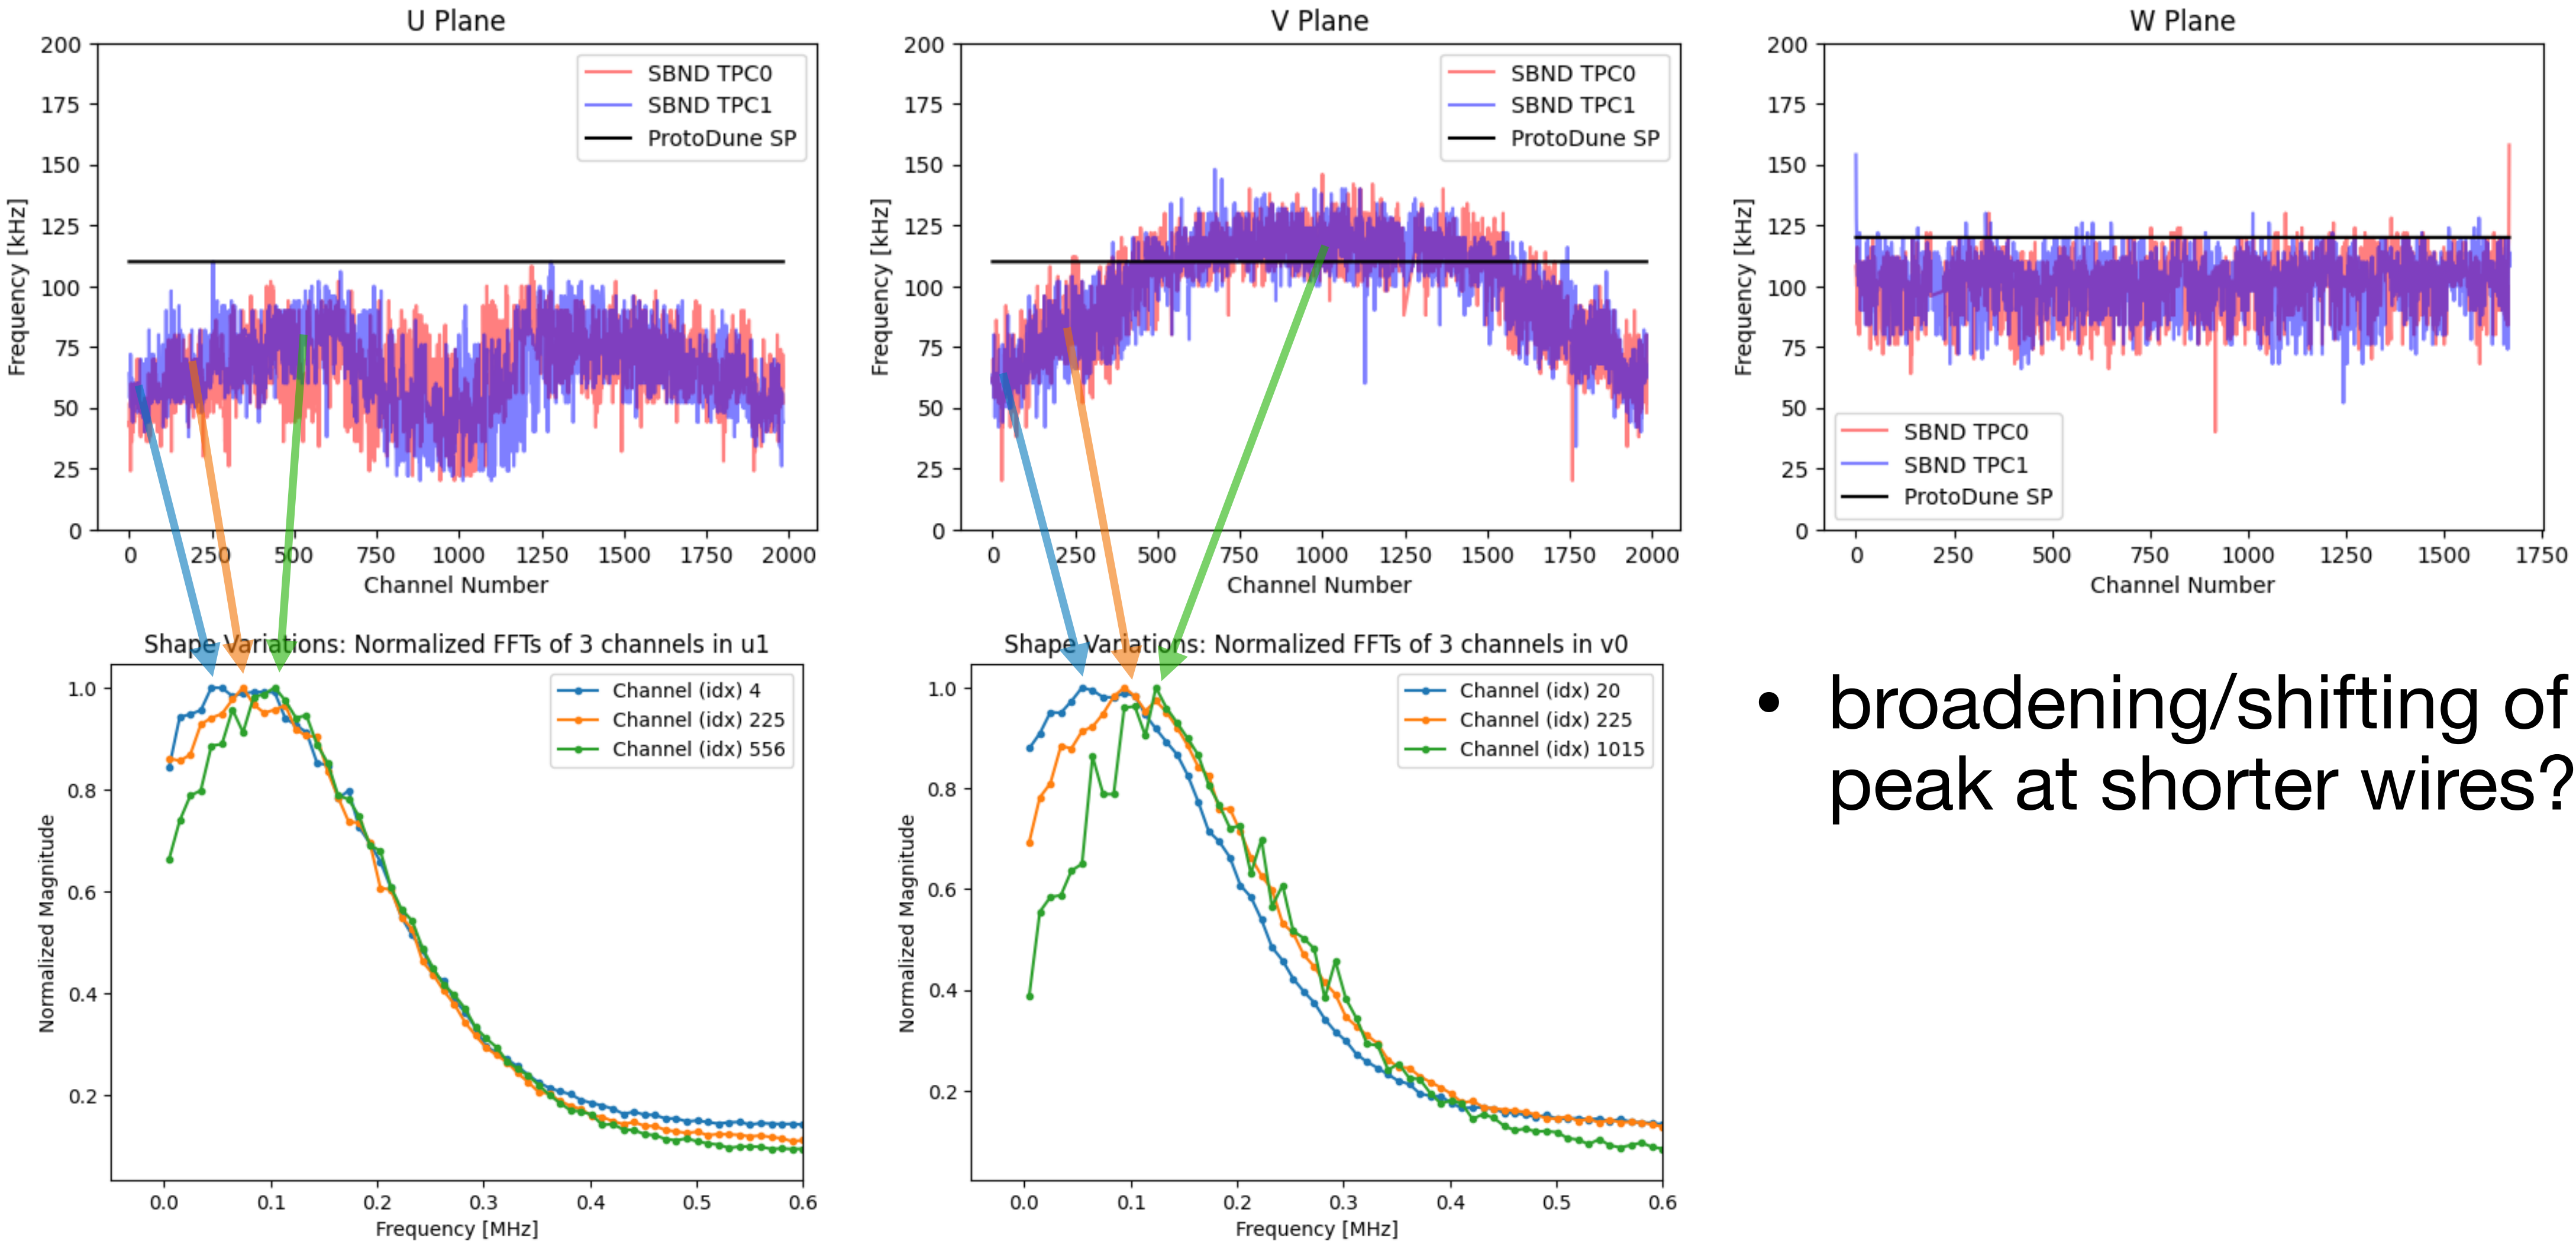 U Plane
200
175
150
125
100
75
50
25
0
Frequency [kHz]
SBND TPC0
SBND TPC1
ProtoDune SP
0 250 500 750 1000 1250 1500 1750 2000
Channel Number
V Plane
200
175
150
125
100
75
50
25
0
Frequency [kHz]
SBND TPC0
SBND TPC1
ProtoDune SP
0 250 500 750 1000 1250 1500 1750 2000
Channel Number
W Plane
200
175
150
125
100
75
50
25
0
Frequency [kHz]
SBND TPC0
SBND TPC1
ProtoDune SP
0 250 500 750 1000 1250 1500 1750
Channel Number
Shape Variations: Normalized FFTs of 3 channels in u1
1.0
0.8
0.6
0.4
0.2
Normalized Magnitude
Channel (idx) 4
Channel (idx) 225
Channel (idx) 556
0.0 0.1 0.2 0.3 0.4 0.5 0.6
Frequency [MHz]
Shape Variations: Normalized FFTs of 3 channels in v0
1.0
0.8
0.6
0.4
0.2
Normalized Magnitude
Channel (idx) 20
Channel (idx) 225
Channel (idx) 1015
0.0 0.1 0.2 0.3 0.4 0.5 0.6
Frequency [MHz]
• broadening/shifting of
peak at shorter wires?